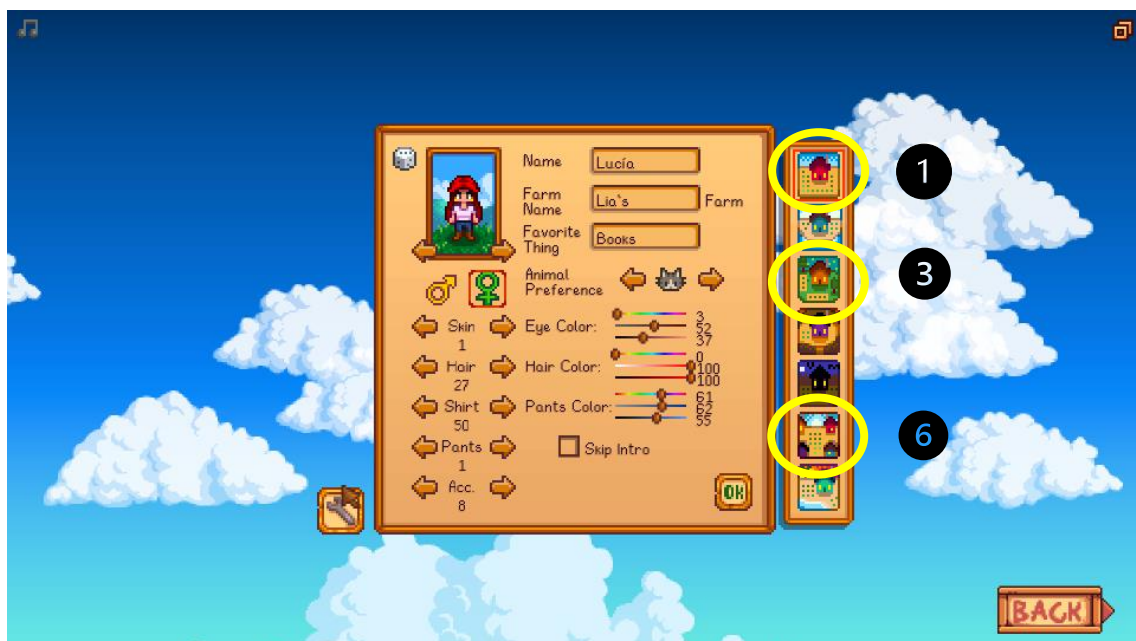 Name Lucía
Farm Name Lia`s Farm
Favorite Thing Books
Animal Preference
Skin 1
Eye Color: 3 52 37
Hair 27
Hair Color: 0 100 100
Shirt 50
Pants Color: 61 62 55
Pants 1
Skip Intro
Acc. 8
OK
1
3
6
BACK